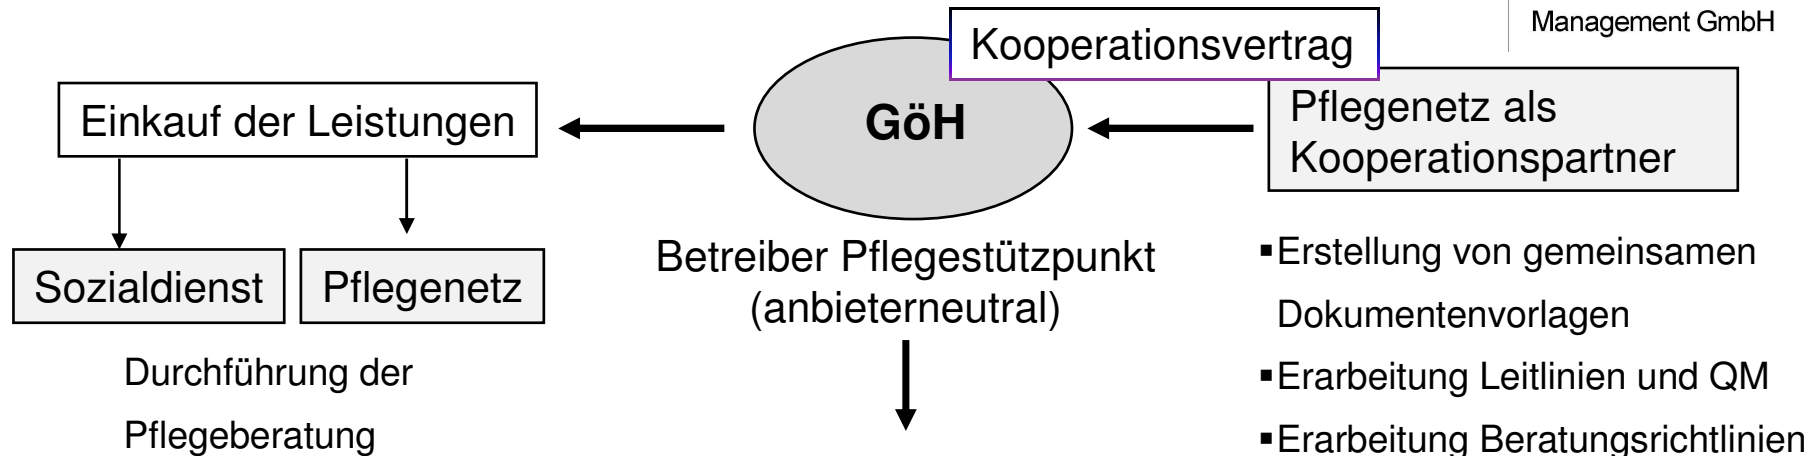 Management GmbH
Kooperationsvertrag
Einkauf der Leistungen
GöH
Pflegenetz als
Kooperationspartner
Sozialdienst
Pflegenetz
Durchführung der
Pflegeberatung
Betreiber Pflegestützpunkt
(anbieterneutral)
▪Erstellung von gemeinsamen
Dokumentenvorlagen
▪Erarbeitung Leitlinien und QM
▪Erarbeitung Beratungsrichtlinien